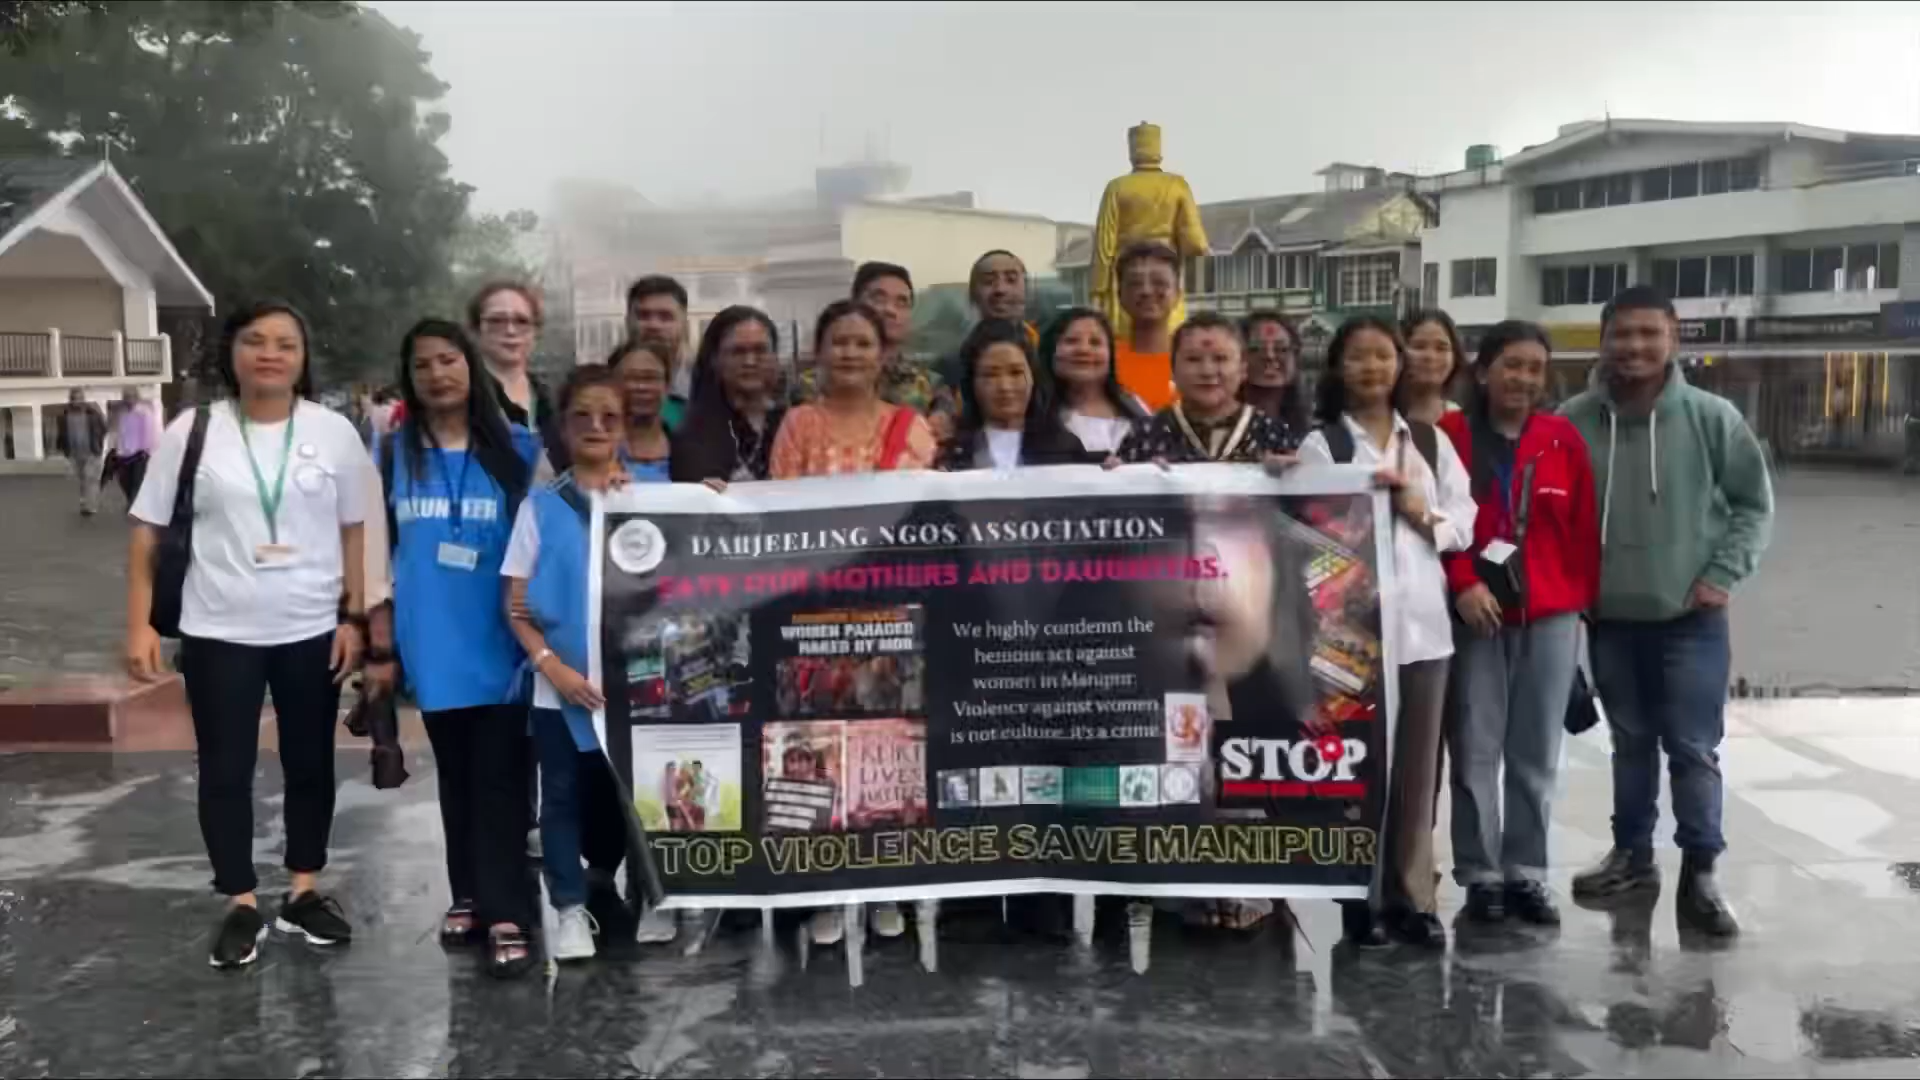 VOLUNTEER
DARJEELING NGOS ASSOCIATION
SAVE OUR MOTHERS AND DAUGHTERS.
WOMEN PARADED
NAKED BY MOB
We highly condemn the
heinous act against
women in Manipur.
Violence against women
is not culture it's a crime.
KUKI
LIVES
MATTER
STOP
STOP VIOLENCE SAVE MANIPUR